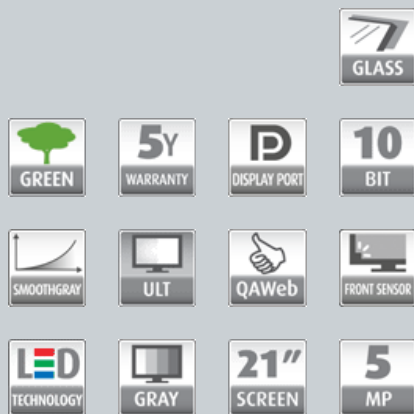 GLASS
GREEN
5Y
WARRANTY
DISPLAY PORT
10
BIT
SMOOTHGRAY
ULT
QAWeb
FRONT SENSOR
LED
TECHNOLOGY
GRAY
21"
SCREEN
5
MP